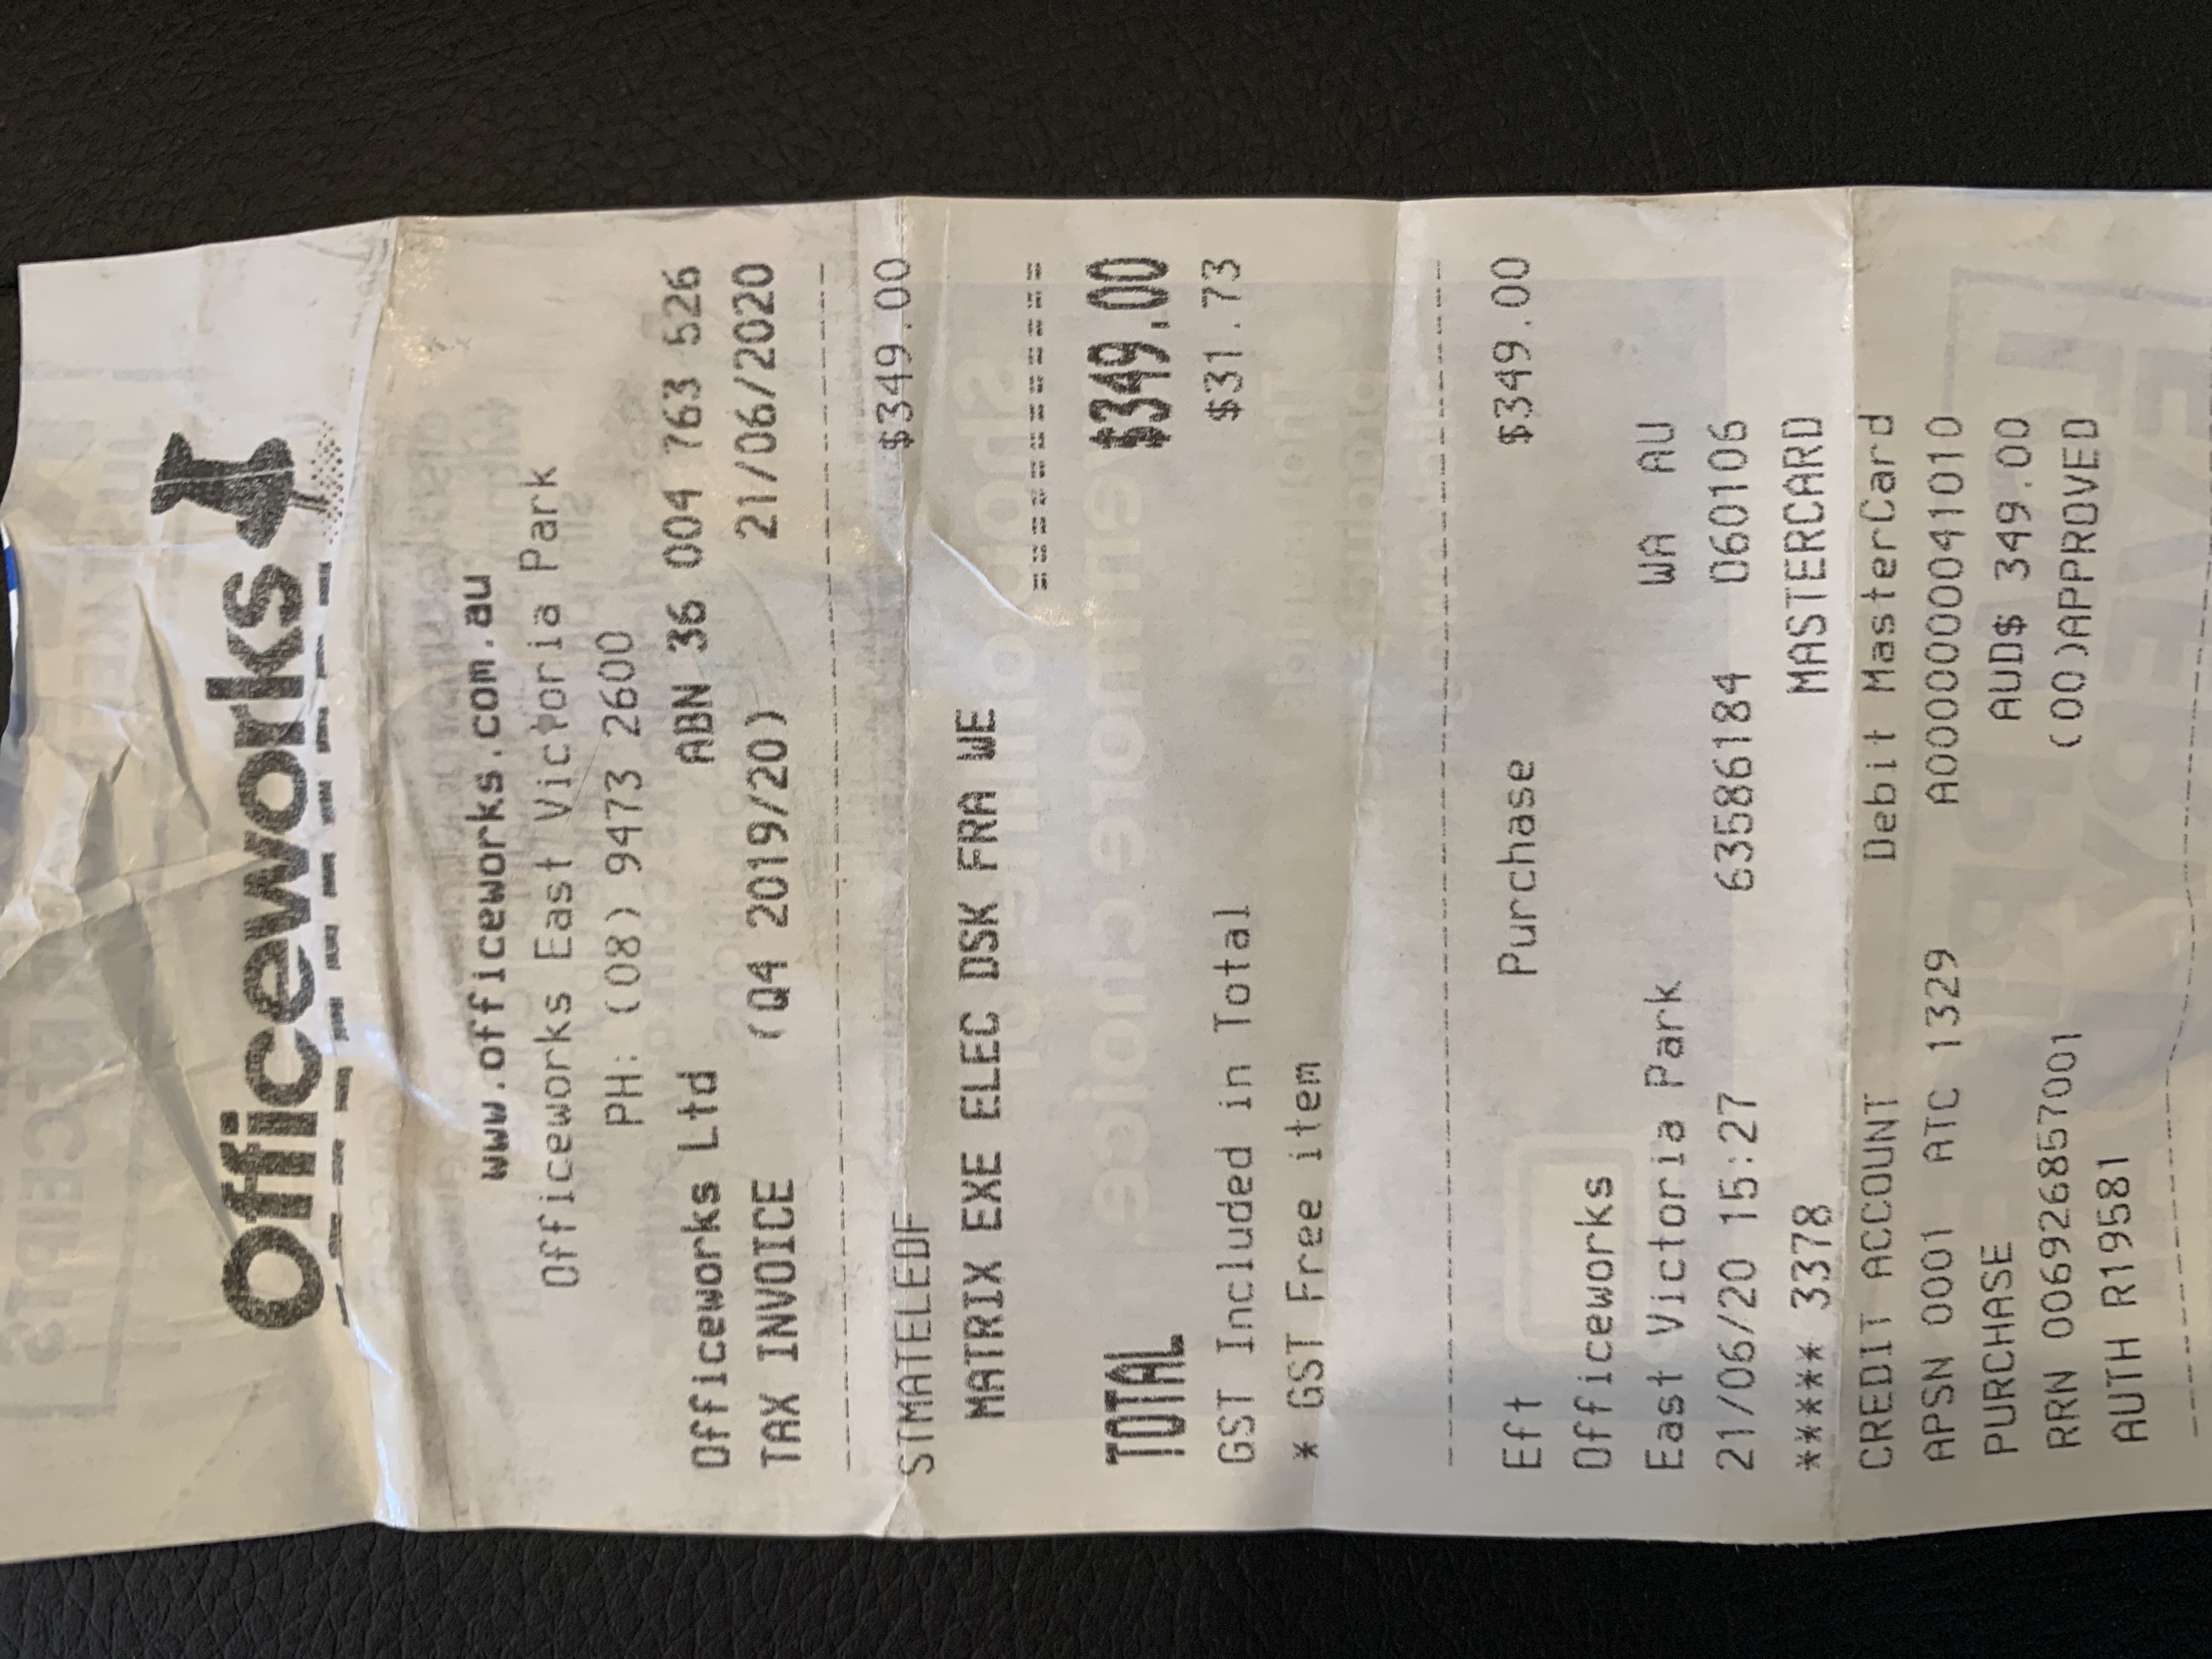 Officeworks
www.officeworks.com.au
Officeworks East Victoria Park
PH: (08) 9473 2600
Officeworks Ltd ABN 36 004 763 526
TAX INVOICE (Q4 2019/20) 21/06/2020
STMATELEDF $349.00
MATRIX EXE ELEC DSK FRA WE
TOTAL $349.00
GST Included in Total $31.73
* GST Free item
Eft Purchase $349.00
Officeworks
East Victoria Park WA AU
21/06/20 15:27 63586184 060106
***** 3378 MASTERCARD
CREDIT ACCOUNT Debit MasterCard
APSN 0001 ATC 1329 A0000000041010
PURCHASE AUD$ 349.00
RRN 006926857001 (00)APPROVED
AUTH R19581